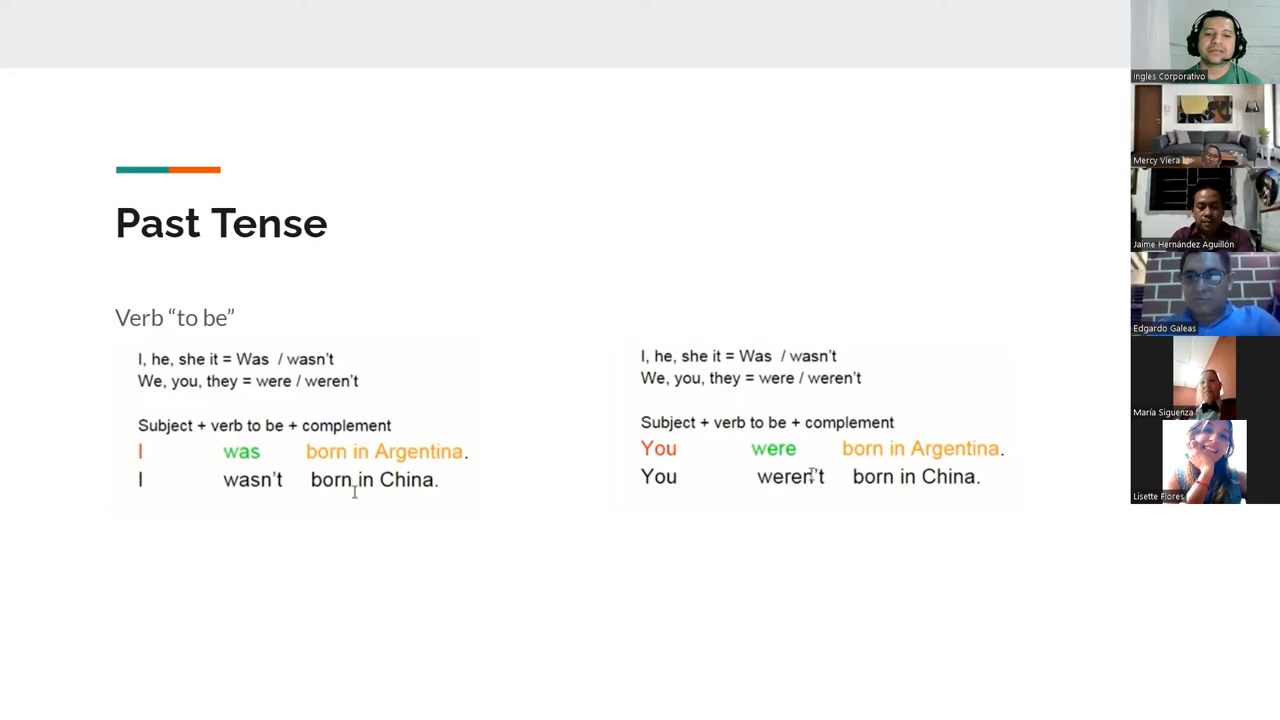 Past Tense
Verb “to be”
I, he, she it = Was / wasn’t
We, you, they = were / weren’t
Subject + verb to be + complement
I was born in Argentina.
I wasn’t born in China.
I, he, she it = Was / wasn’t
We, you, they = were / weren’t
Subject + verb to be + complement
You were born in Argentina.
You weren’t born in China.
Ingles Corporativo
Mercy Viera
Jaime Hernández Aguillón
Edgardo Galeas
María Siguenza
Lisette Flores